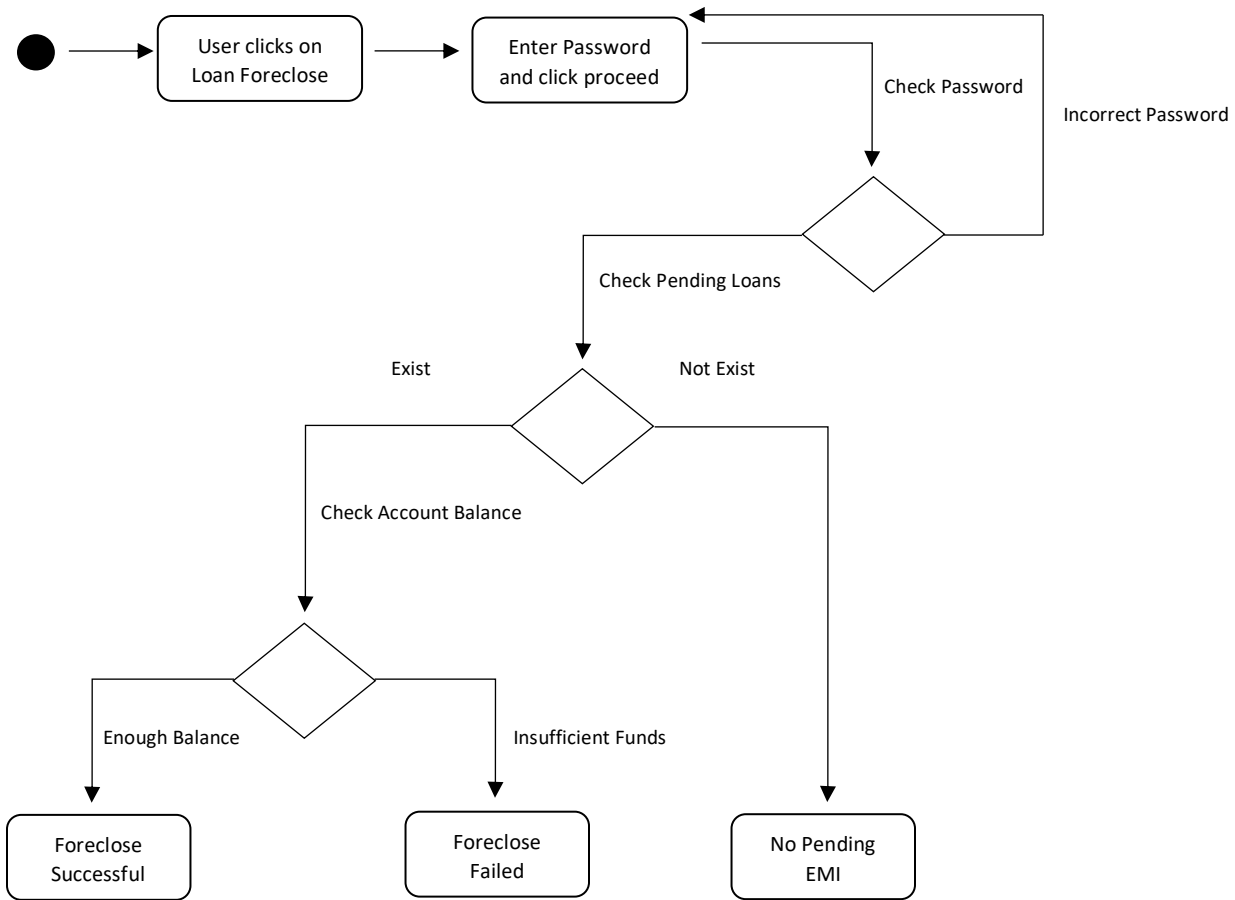 User clicks on
Loan Foreclose
Enter Password
and click proceed
Check Password
Incorrect Password
Check Pending Loans
Exist
Not Exist
Check Account Balance
Enough Balance
Insufficient Funds
Foreclose
Successful
Foreclose
Failed
No Pending
EMI